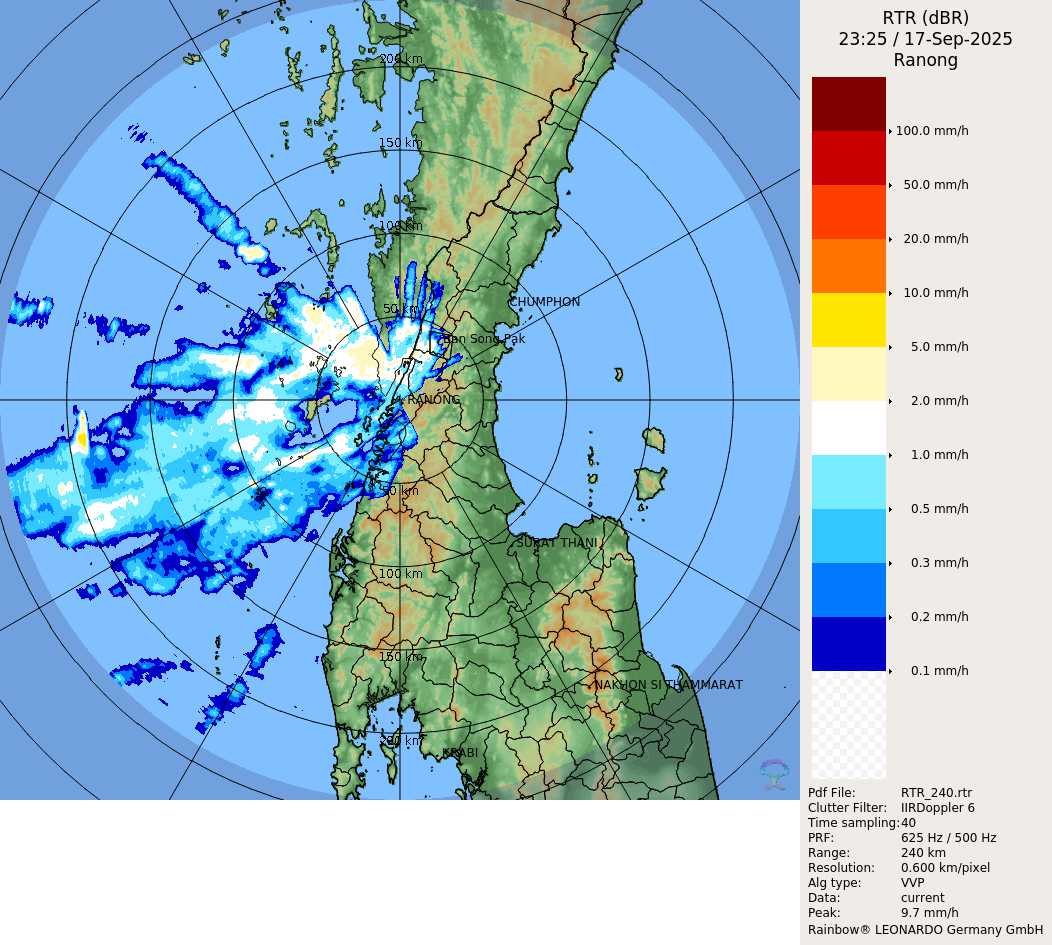 RTR (dBR)
23:25 / 17-Sep-2025
Ranong
200 km
150 km
100 km
50 km
CHUMPHON
Ban Song Pak
RANONG
50 km
SURAT THANI
100 km
150 km
NAKHON SI THAMMARAT
200 km
KRABI
100.0 mm/h
50.0 mm/h
20.0 mm/h
10.0 mm/h
5.0 mm/h
2.0 mm/h
1.0 mm/h
0.5 mm/h
0.3 mm/h
0.2 mm/h
0.1 mm/h
Pdf File: RTR_240.rtr
Clutter Filter: IIRDoppler 6
Time sampling:40
PRF: 625 Hz / 500 Hz
Range: 240 km
Resolution: 0.600 km/pixel
Alg type: VVP
Data: current
Peak: 9.7 mm/h
Rainbow® LEONARDO Germany GmbH